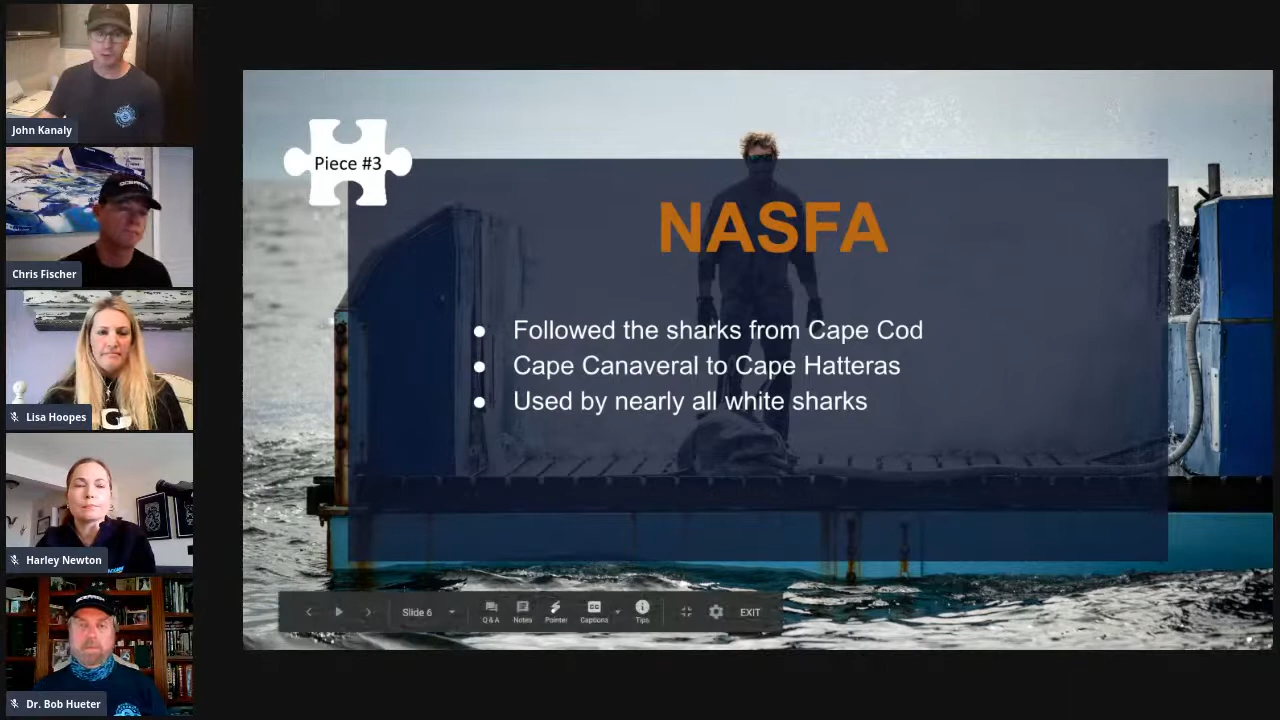 John Kanaly
OCEARCH
Chris Fischer
Lisa Hoopes
Harley Newton
Dr. Bob Hueter
Piece #3
NASFA
● Followed the sharks from Cape Cod
● Cape Canaveral to Cape Hatteras
● Used by nearly all white sharks
Slide 6
Q & A
Notes
Pointer
CC
Captions
Tips
EXIT